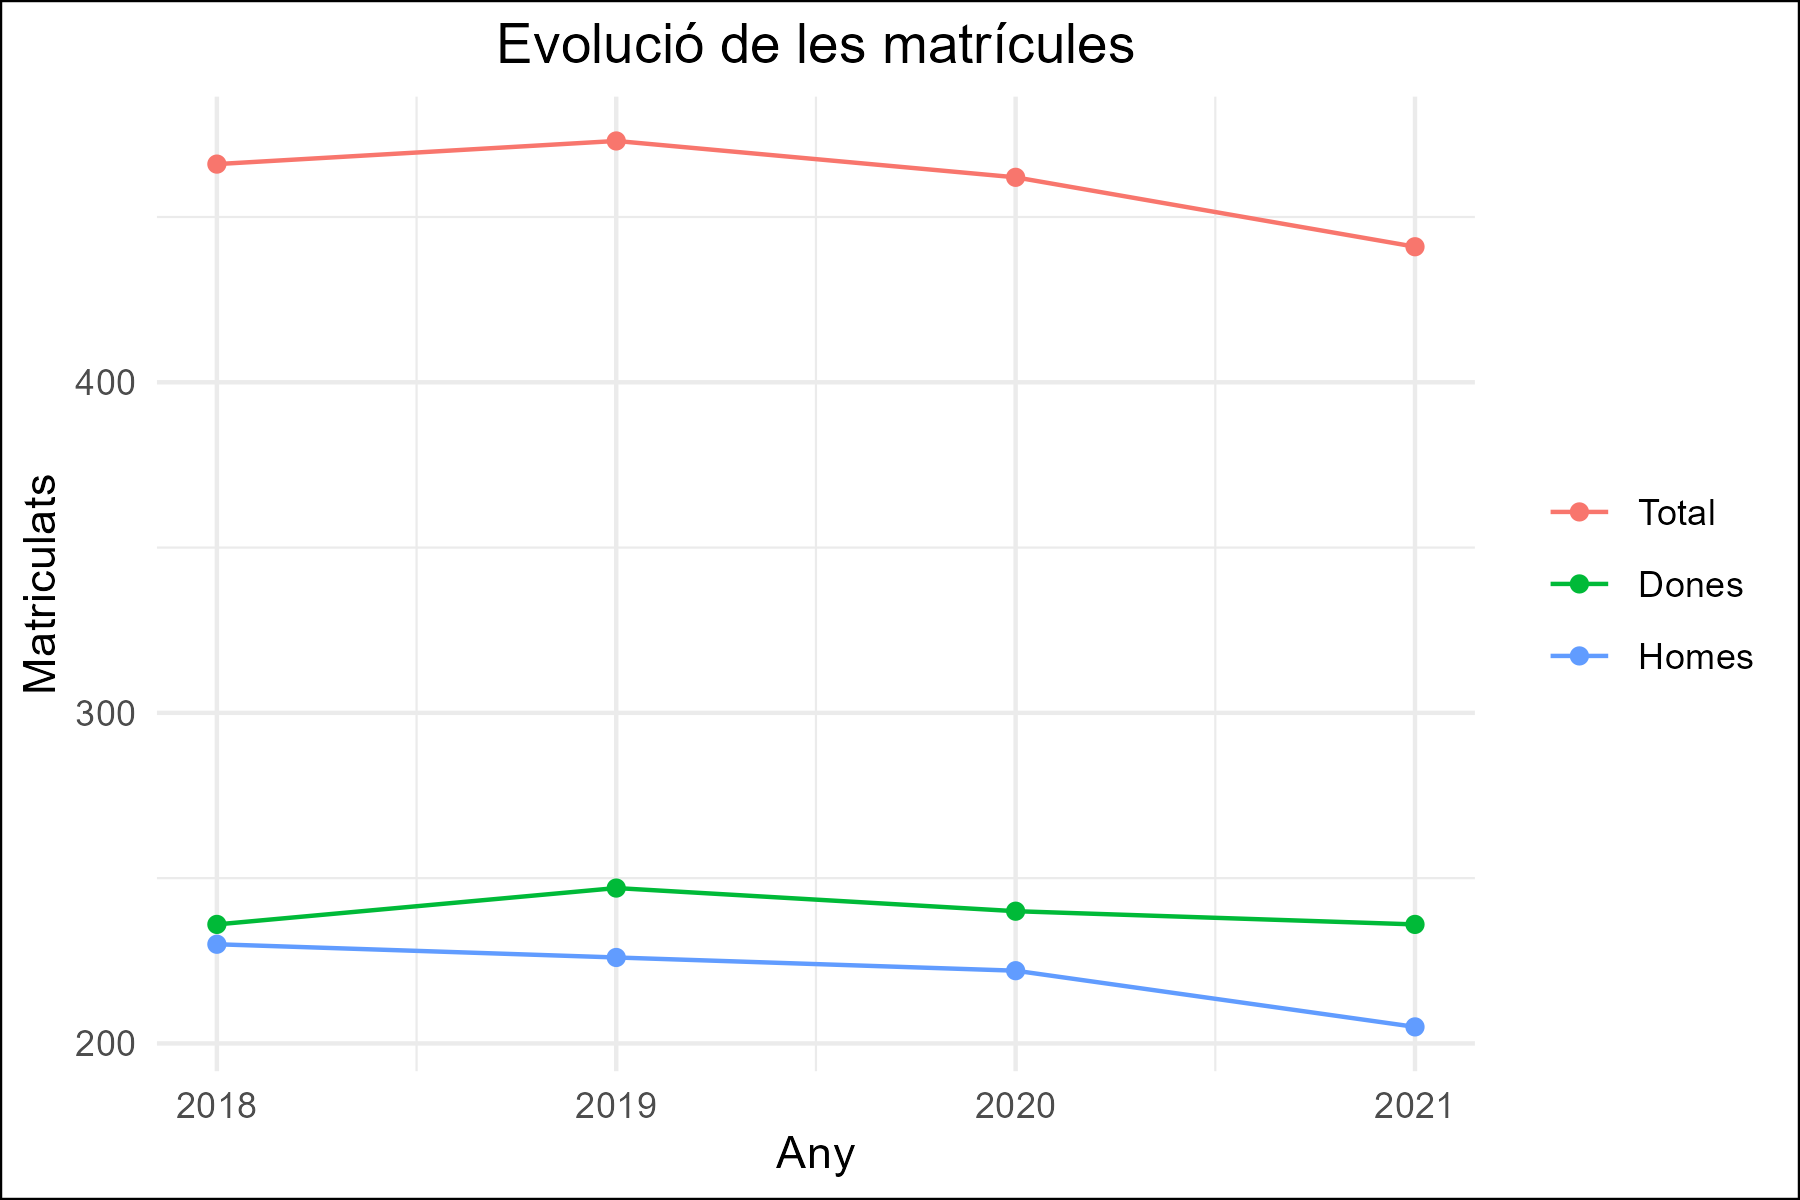 Evolució de les matrícules
Matriculats
400
300
200
2018 2019 2020 2021
Any
Total
Dones
Homes